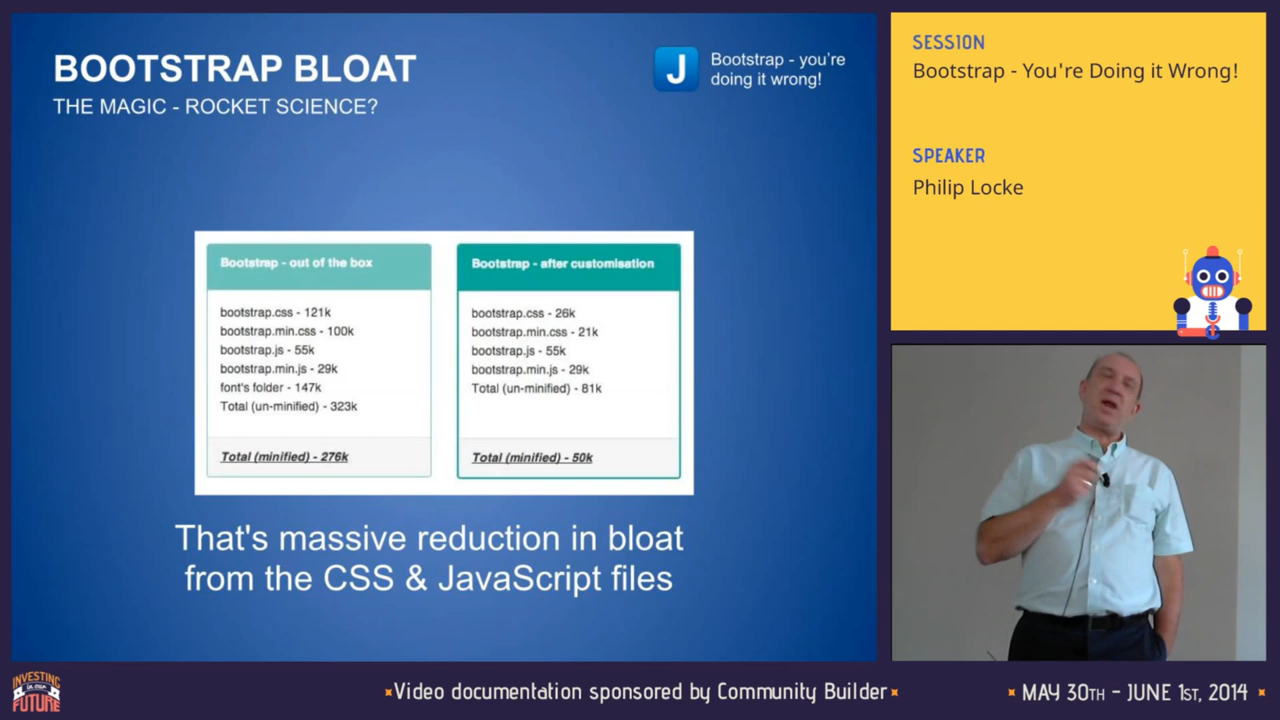 BOOTSTRAP BLOAT
THE MAGIC - ROCKET SCIENCE?
J
Bootstrap - you're
doing it wrong!
Bootstrap - out of the box
bootstrap.css - 121k
bootstrap.min.css - 100k
bootstrap.js - 55k
bootstrap.min.js - 29k
font's folder - 147k
Total (un-minified) - 323k
Total (minified) - 276k
Bootstrap - after customisation
bootstrap.css - 26k
bootstrap.min.css - 21k
bootstrap.js - 55k
bootstrap.min.js - 29k
Total (un-minified) - 81k
Total (minified) - 50k
That's massive reduction in bloat
from the CSS & JavaScript files
SESSION
Bootstrap - You're Doing it Wrong!
SPEAKER
Philip Locke
INVESTING
IN OUR
FUTURE
Video documentation sponsored by Community Builder
MAY 30TH - JUNE 1ST, 2014